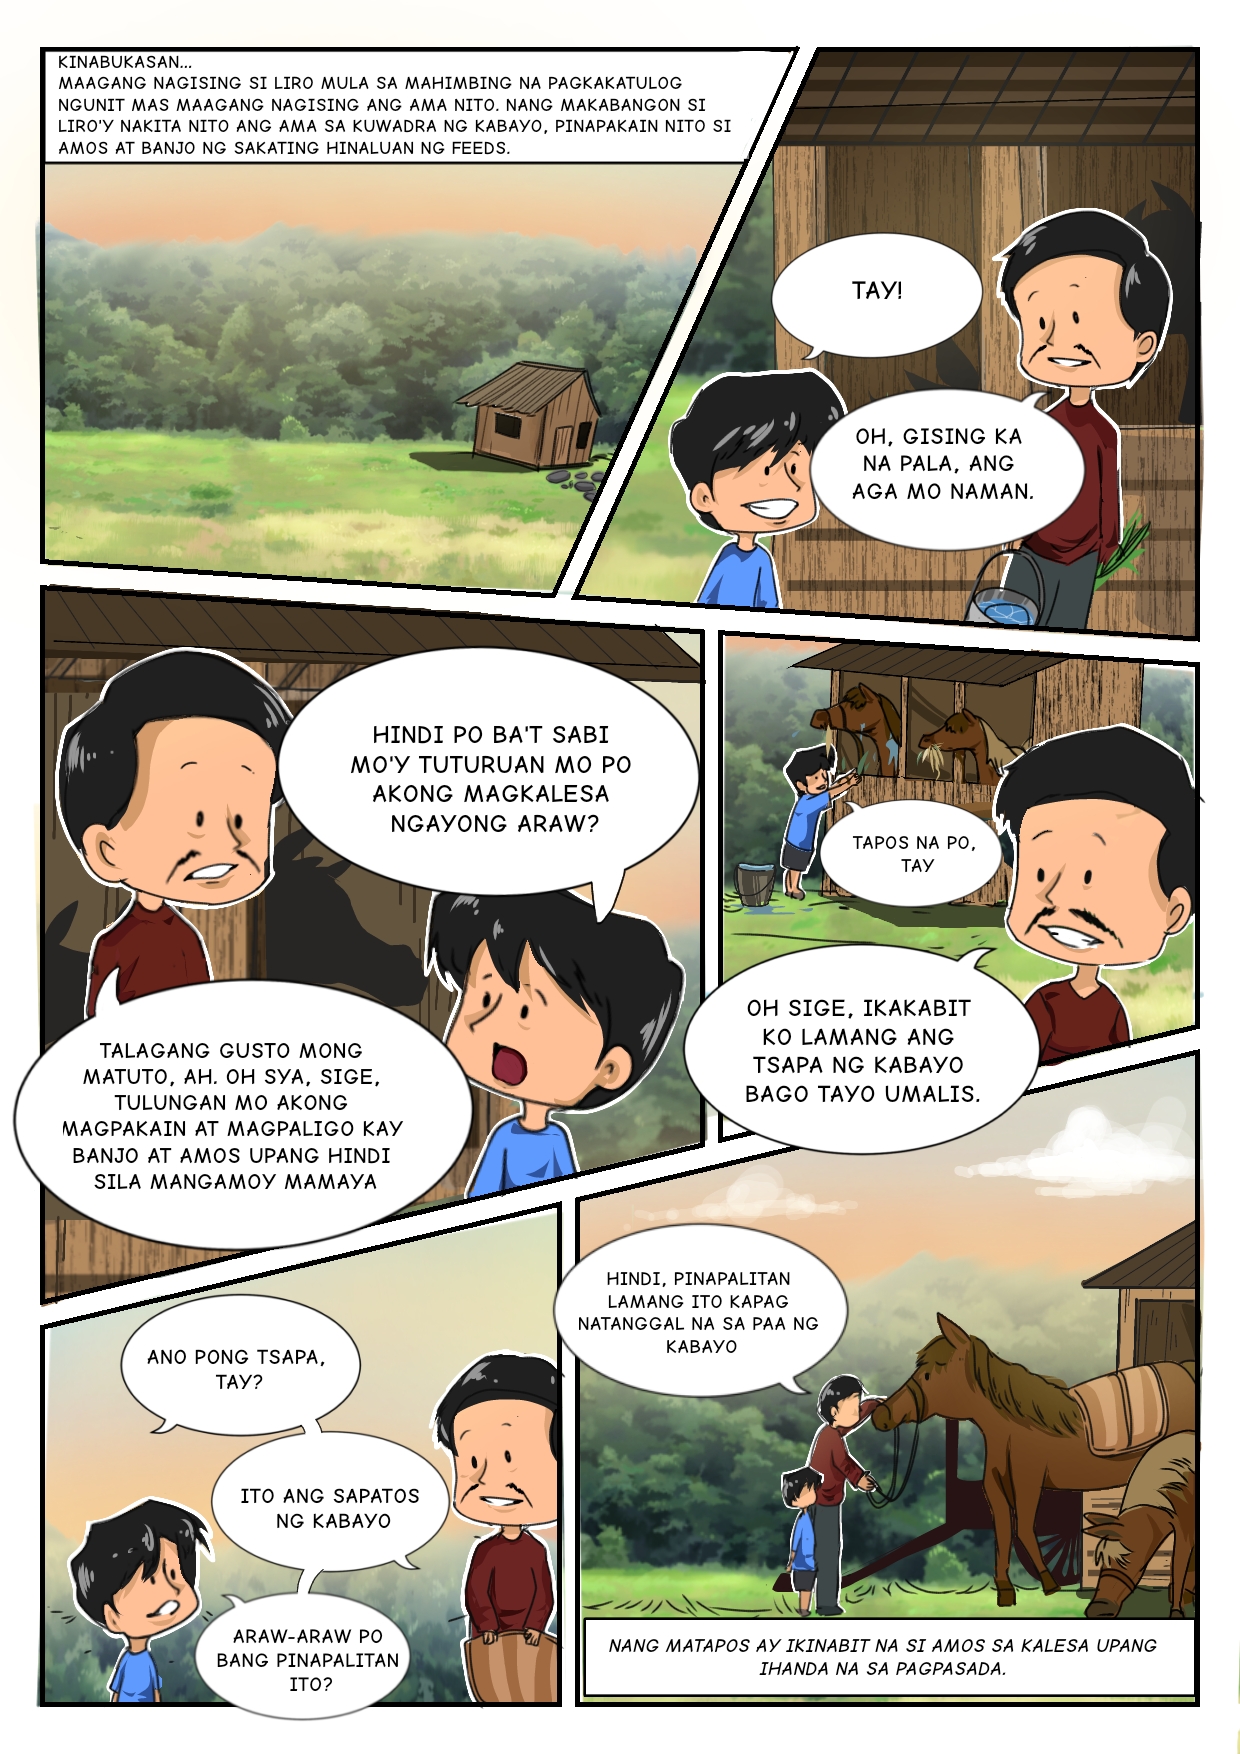 KINABUKASAN...
MAAGANG NAGISING SI LIRO MULA SA MAHIMBING NA PAGKAKATULOG
NGUNIT MAS MAAGANG NAGISING ANG AMA NITO. NANG MAKABANGON SI
LIRO'Y NAKITA NITO ANG AMA SA KUWADRA NG KABAYO, PINAPAKAIN NITO SI
AMOS AT BANJO NG SAKATING HINALUAN NG FEEDS.
TAY!
OH, GISING KA
NA PALA, ANG
AGA MO NAMAN.
HINDI PO BA'T SABI
MO'Y TUTURUAN MO PO
AKONG MAGKALESA
NGAYONG ARAW?
TALAGANG GUSTO MONG
MATUTO, AH. OH SYA, SIGE,
TULUNGAN MO AKONG
MAGPAKAIN AT MAGPALIGO KAY
BANJO AT AMOS UPANG HINDI
SILA MANGAMOY MAMAYA
TAPOS NA PO,
TAY
OH SIGE, IKAKABIT
KO LAMANG ANG
TSAPA NG KABAYO
BAGO TAYO UMALIS.
ANO PONG TSAPA,
TAY?
ITO ANG SAPATOS
NG KABAYO
ARAW-ARAW PO
BANG PINAPALITAN
ITO?
HINDI, PINAPALITAN
LAMANG ITO KAPAG
NATANGGAL NA SA PAA NG
KABAYO
NANG MATAPOS AY IKINABIT NA SI AMOS SA KALESA UPANG
IHANDA NA SA PAGPASADA.